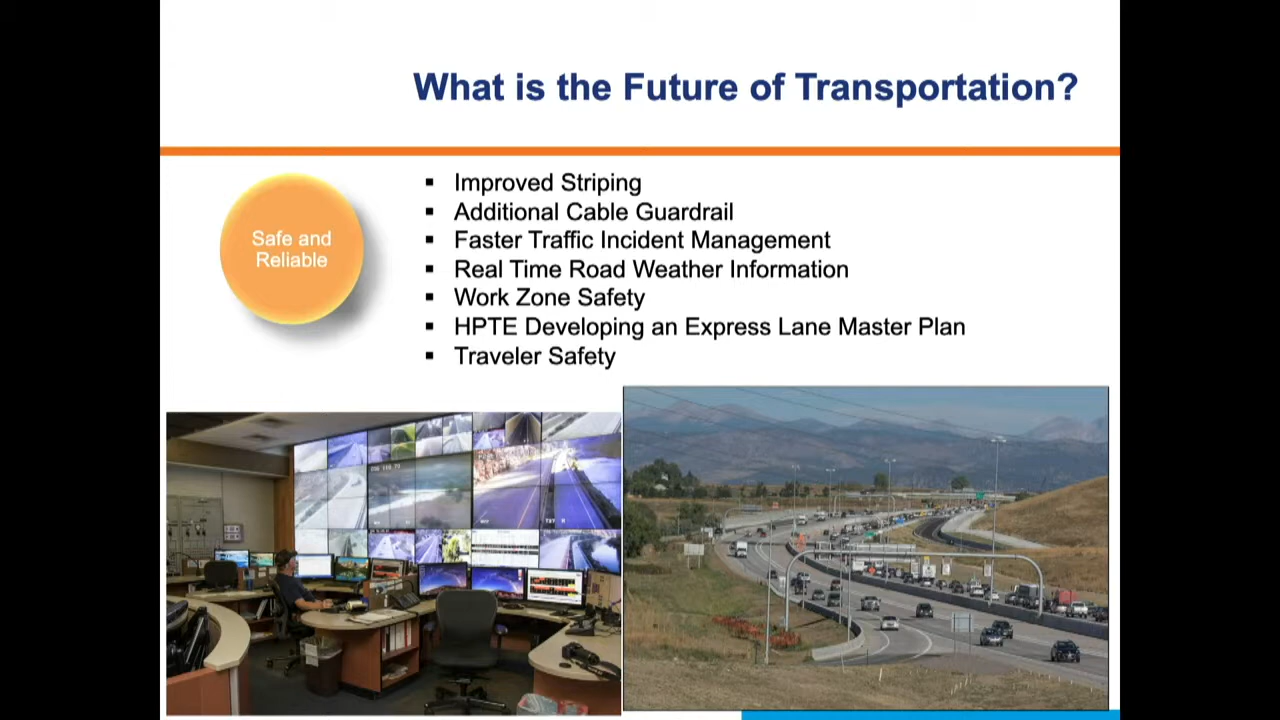 What is the Future of Transportation?
Safe and
Reliable
▪ Improved Striping
▪ Additional Cable Guardrail
▪ Faster Traffic Incident Management
▪ Real Time Road Weather Information
▪ Work Zone Safety
▪ HPTE Developing an Express Lane Master Plan
▪ Traveler Safety